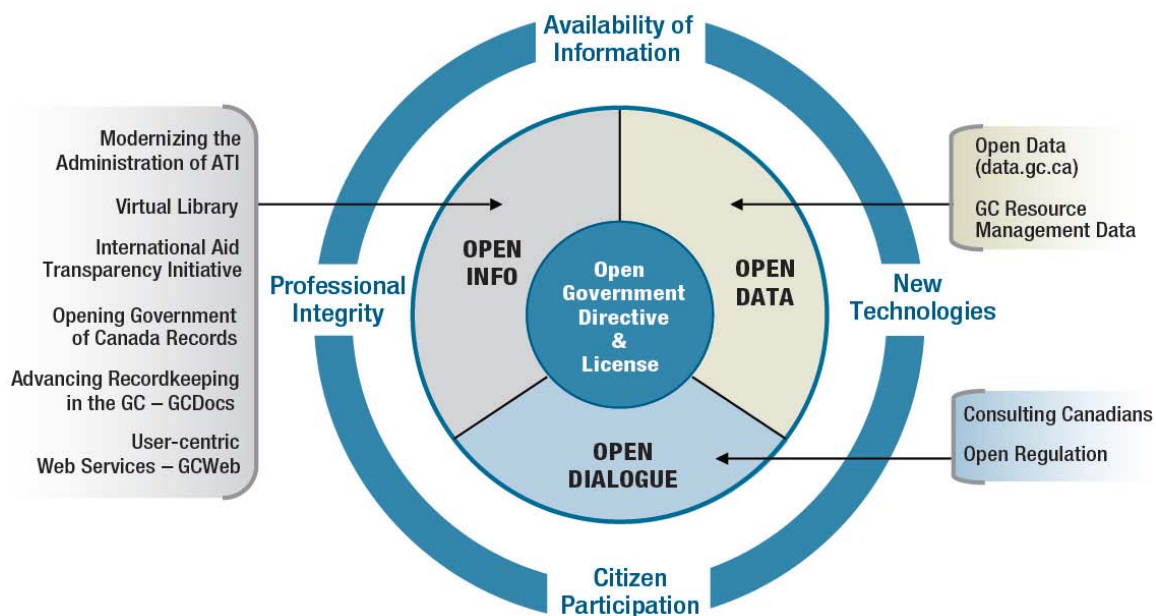 Availability of
Information
Modernizing the
Administration of ATI
Virtual Library
International Aid
Transparency Initiative
Opening Government
of Canada Records
Advancing Recordkeeping
in the GC – GCDocs
User-centric
Web Services – GCWeb
Professional
Integrity
OPEN
INFO
Open
Government
Directive
&
License
OPEN
DATA
OPEN
DIALOGUE
New
Technologies
Open Data
(data.gc.ca)
GC Resource
Management Data
Consulting Canadians
Open Regulation
Citizen
Participation